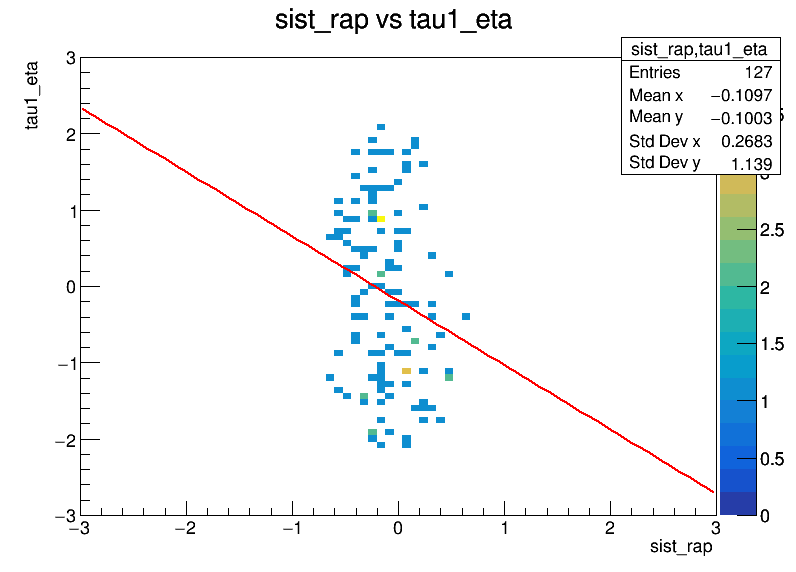 sist_rap vs tau1_eta
sist_rap,tau1_eta
Entries 127
Mean x −0.1097
Mean y −0.1003
Std Dev x 0.2683
Std Dev y 1.139
tau1_eta
3
2
1
0
−1
−2
−3
−3 −2 −1 0 1 2 3
sist_rap
2.5
2
1.5
1
0.5
0